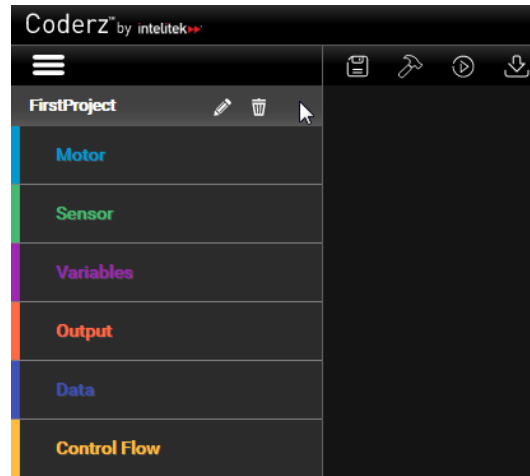 Coderz™ by intelitek
FirstProject
Motor
Sensor
Variables
Output
Data
Control Flow